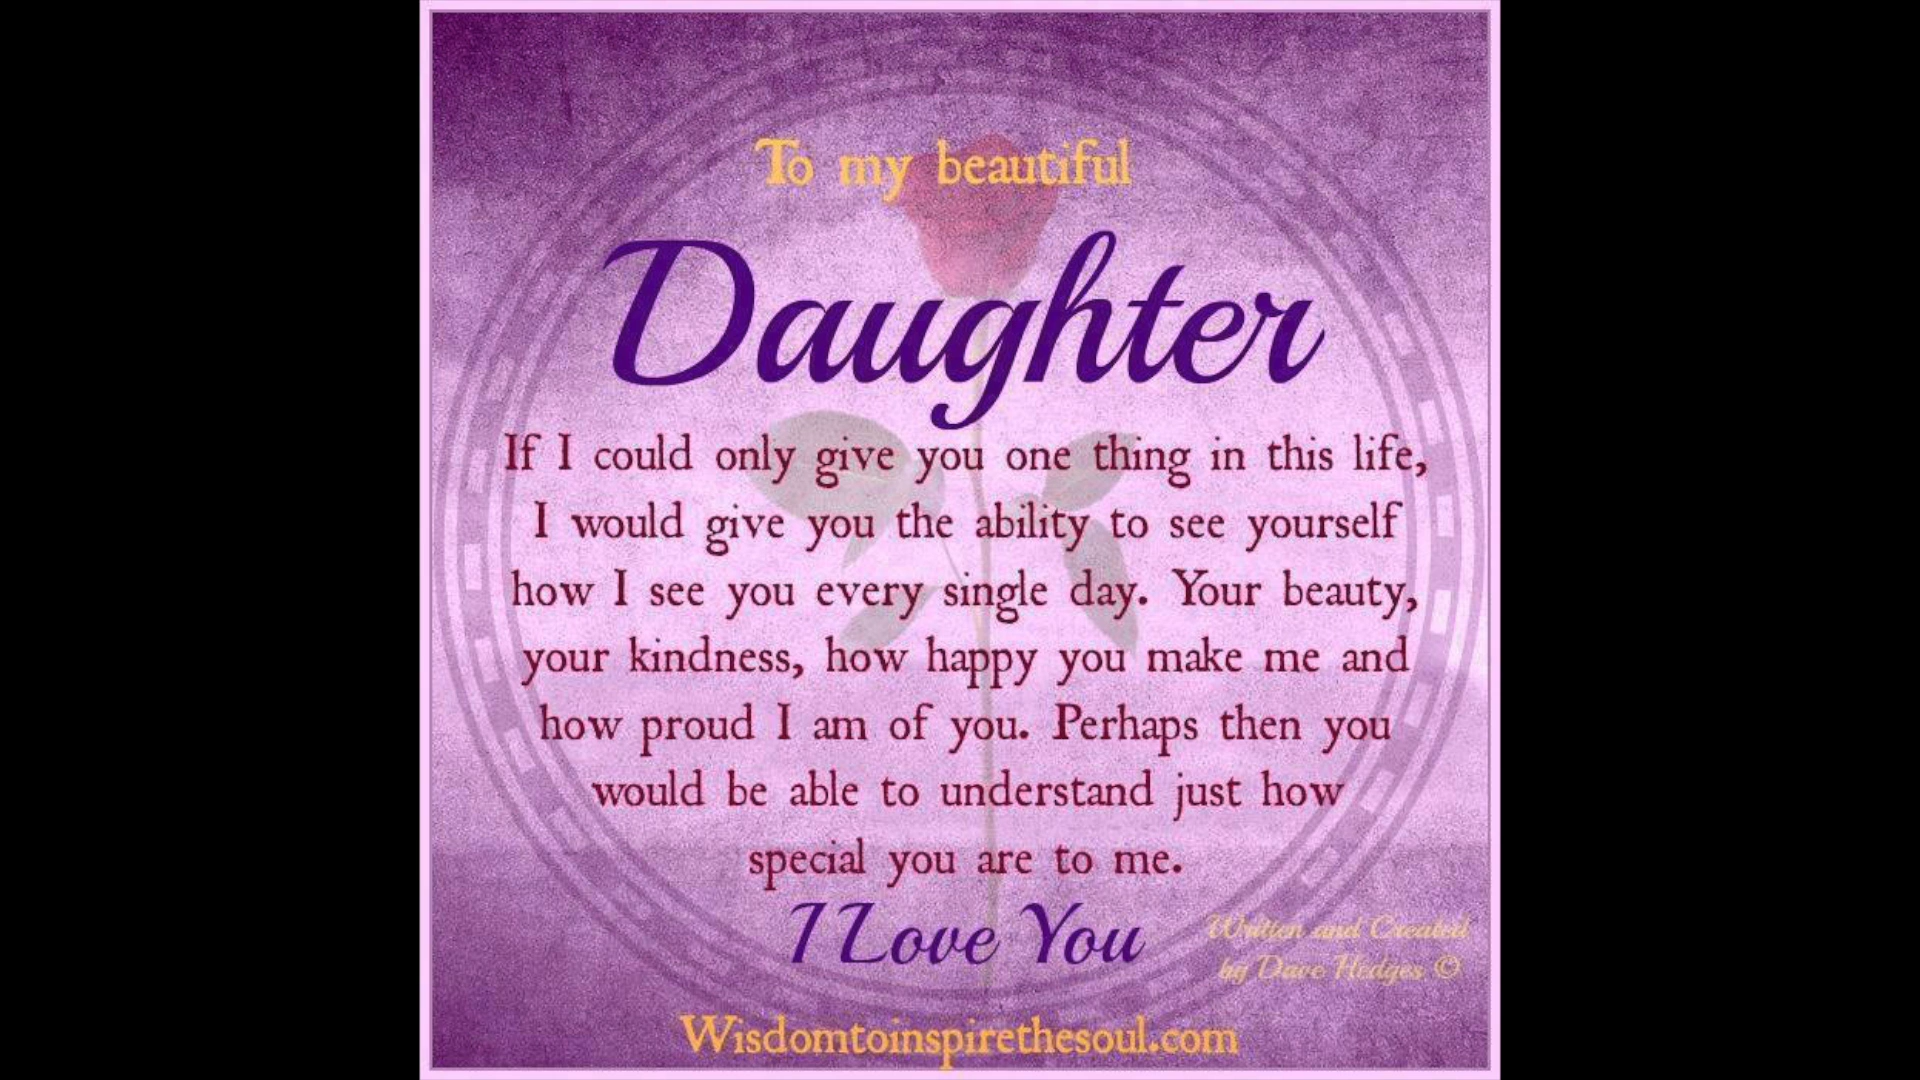 To my beautiful
Daughter
If I could only give you one thing in this life,
I would give you the ability to see yourself
how I see you every single day. Your beauty,
your kindness, how happy you make me and
how proud I am of you. Perhaps then you
would be able to understand just how
special you are to me.
I Love You
Written and Created
by Dave Hedges ©
Wisdomtoinspirethesoul.com